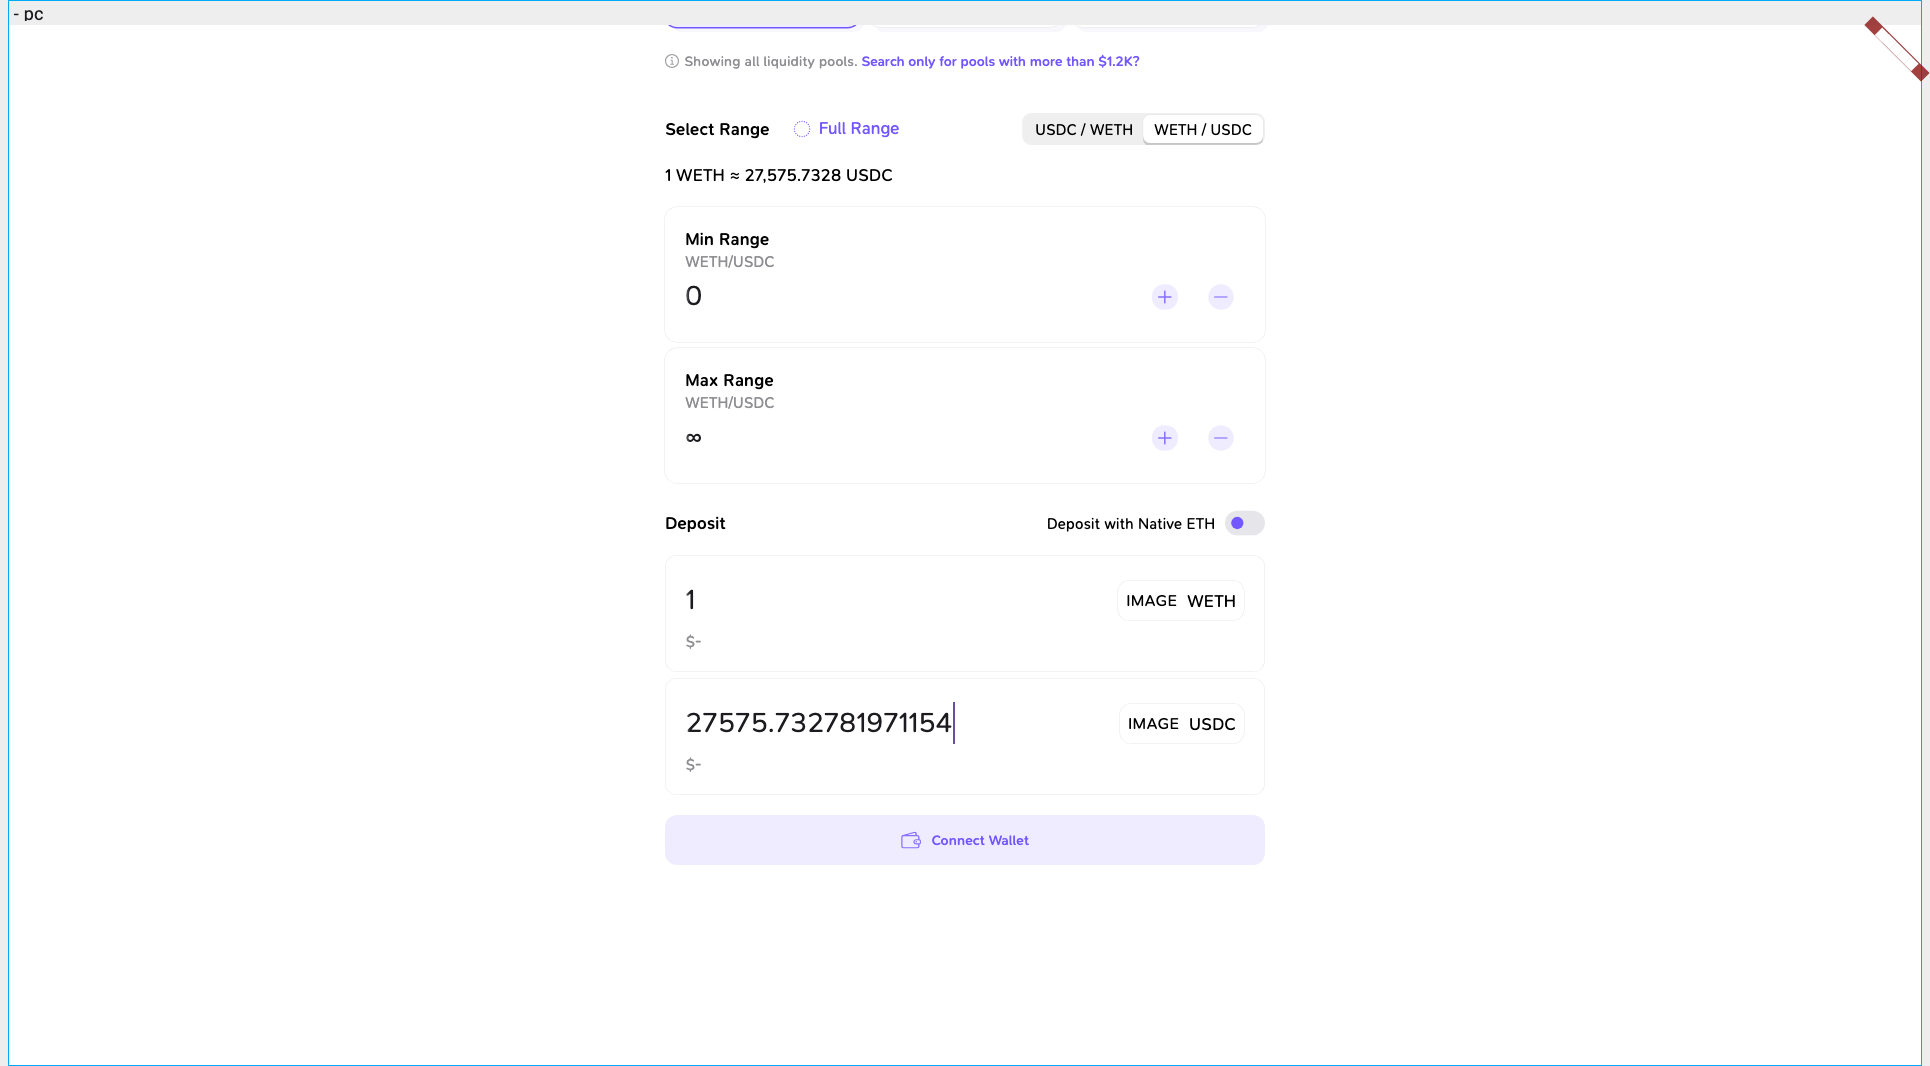 - pc
Showing all liquidity pools. Search only for pools with more than $1.2K?
Select Range Full Range USDC / WETH WETH / USDC
1 WETH ≈ 27,575.7328 USDC
Min Range
WETH/USDC
0
Max Range
WETH/USDC
∞
Deposit Deposit with Native ETH
1 IMAGE WETH
$-
27575.732781971154 IMAGE USDC
$-
Connect Wallet